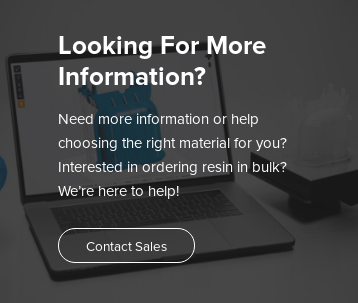 Looking For More
Information?
Need more information or help
choosing the right material for you?
Interested in ordering resin in bulk?
We're here to help!
Contact Sales